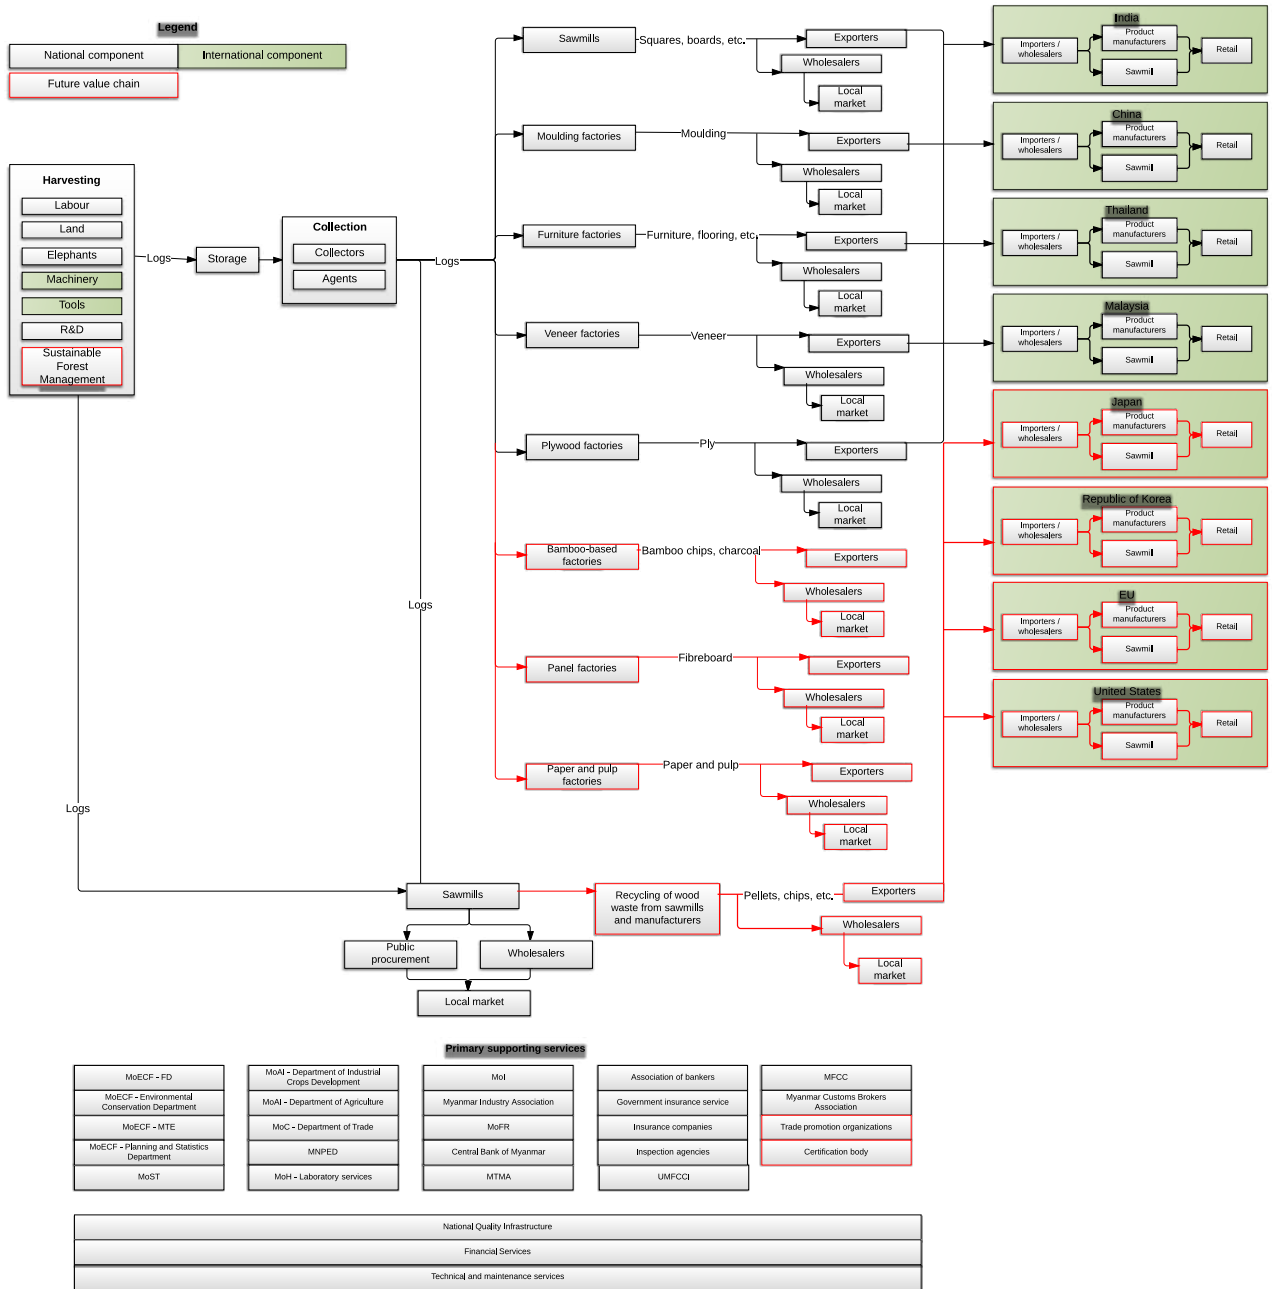 Legend
National component
International component
Future value chain
Harvesting
Labour
Land
Elephants
Machinery
Tools
R&D
Sustainable
Forest
Management
Logs
Storage
Collection
Collectors
Agents
Logs
Logs
Logs
Sawmills
Squares, boards, etc.
Exporters
Wholesalers
Local
market
Moulding factories
Moulding
Exporters
Wholesalers
Local
market
Furniture factories
Furniture, flooring, etc.
Exporters
Wholesalers
Local
market
Veneer factories
Veneer
Exporters
Wholesalers
Local
market
Plywood factories
Ply
Exporters
Wholesalers
Local
market
Bamboo-based
factories
Bamboo chips, charcoal
Exporters
Wholesalers
Local
market
Panel factories
Fibreboard
Exporters
Wholesalers
Local
market
Paper and pulp
factories
Paper and pulp
Exporters
Wholesalers
Local
market
Sawmills
Public
procurement
Wholesalers
Local market
Recycling of wood
waste from sawmills
and manufacturers
Pellets, chips, etc.
Exporters
Wholesalers
Local
market
India
Importers /
wholesalers
Product
manufacturers
Sawmill
Retail
China
Importers /
wholesalers
Product
manufacturers
Sawmill
Retail
Thailand
Importers /
wholesalers
Product
manufacturers
Sawmill
Retail
Malaysia
Importers /
wholesalers
Product
manufacturers
Sawmill
Retail
Japan
Importers /
wholesalers
Product
manufacturers
Sawmill
Retail
Republic of Korea
Importers /
wholesalers
Product
manufacturers
Sawmill
Retail
EU
Importers /
wholesalers
Product
manufacturers
Sawmill
Retail
United States
Importers /
wholesalers
Product
manufacturers
Sawmill
Retail
Primary supporting services
MoECF - FD
MoECF - Environmental
Conservation Department
MoECF - MTE
MoECF - Planning and Statistics
Department
MoST
MoAI - Department of Industrial
Crops Development
MoAI - Department of Agriculture
MoC - Department of Trade
MNPED
MoH - Laboratory services
MoI
Myanmar Industry Association
MoFR
Central Bank of Myanmar
MTMA
Association of bankers
Government insurance service
Insurance companies
Inspection agencies
UMFCCI
MFCC
Myanmar Customs Brokers
Association
Trade promotion organizations
Certification body
National Quality Infrastructure
Financial Services
Technical and maintenance services